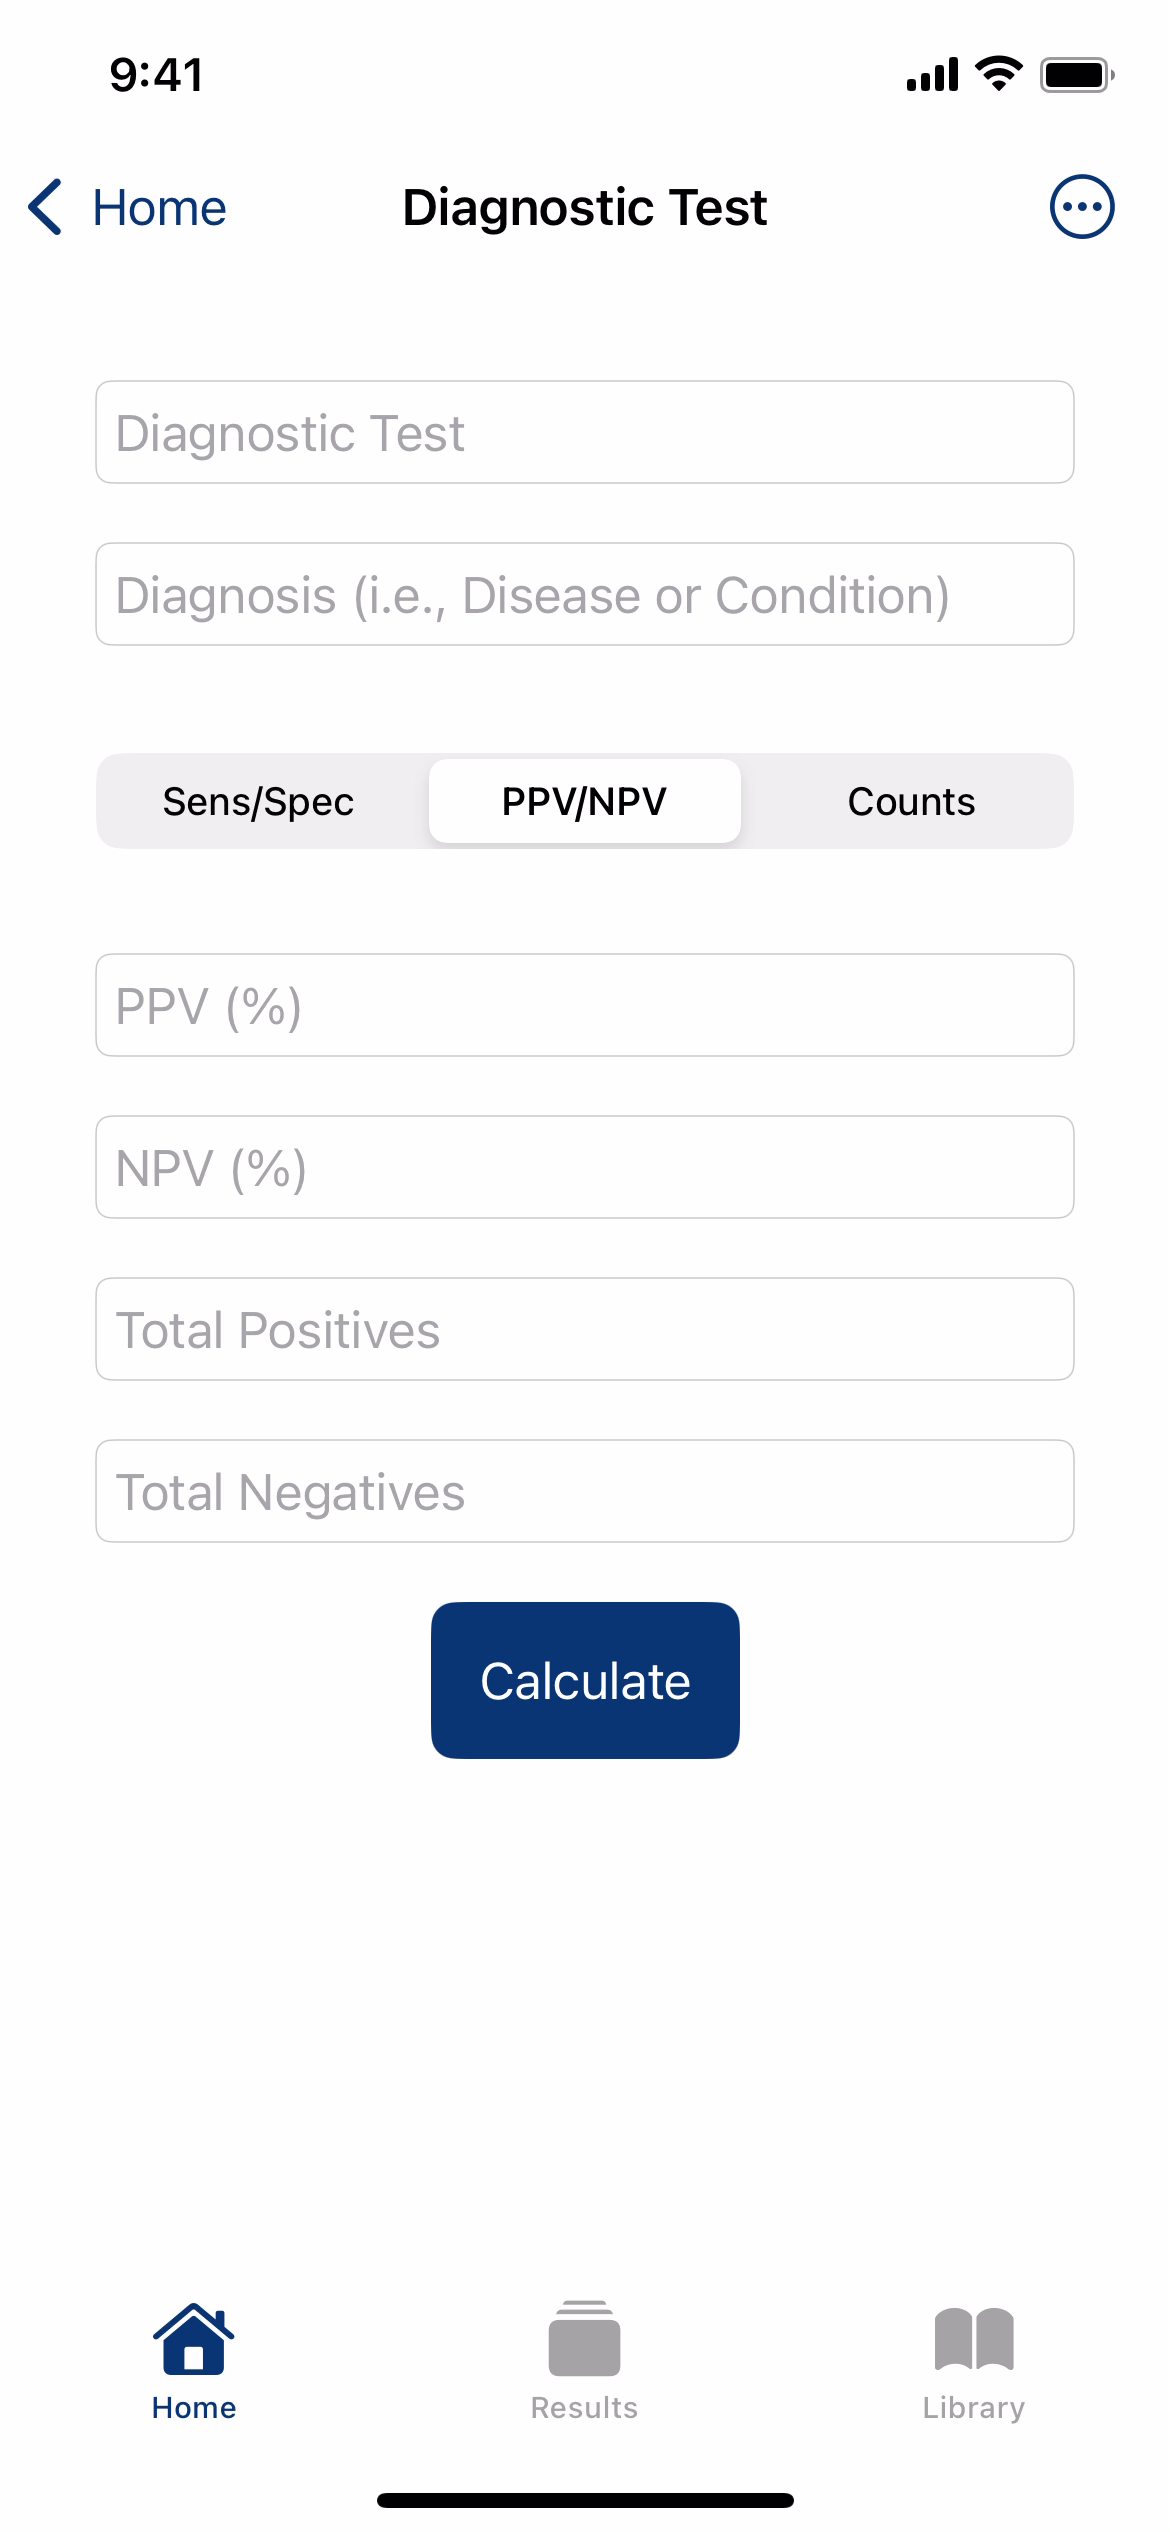 9:41
Home
Diagnostic Test
Diagnostic Test
Diagnosis (i.e., Disease or Condition)
Sens/Spec
PPV/NPV
Counts
PPV (%)
NPV (%)
Total Positives
Total Negatives
Calculate
Home
Results
Library